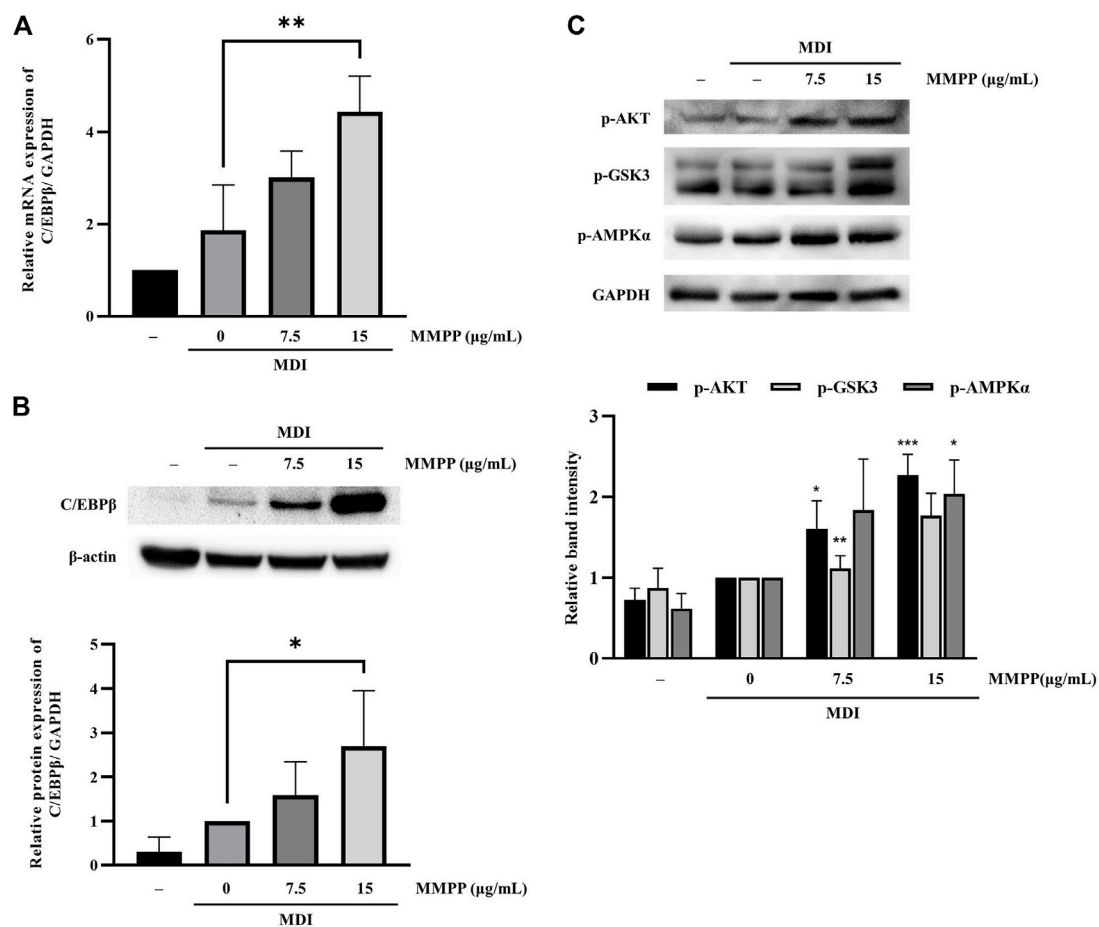 A
**
Relative mRNA expression of
C/EBPβ/ GAPDH
6
4
2
0
– 0 7.5 15 MMPP (μg/mL)
MDI
B
MDI
– – 7.5 15 MMPP (μg/mL)
C/EBPβ
β-actin
*
Relative protein expression of
C/EBPβ/ GAPDH
5
4
3
2
1
0
– 0 7.5 15 MMPP (μg/mL)
MDI
C
MDI
– – 7.5 15 MMPP (μg/mL)
p-AKT
p-GSK3
p-AMPKα
GAPDH
p-AKT p-GSK3 p-AMPKα
Relative band intensity
3
2
1
0
* ** *** *
– 0 7.5 15 MMPP(μg/mL)
MDI